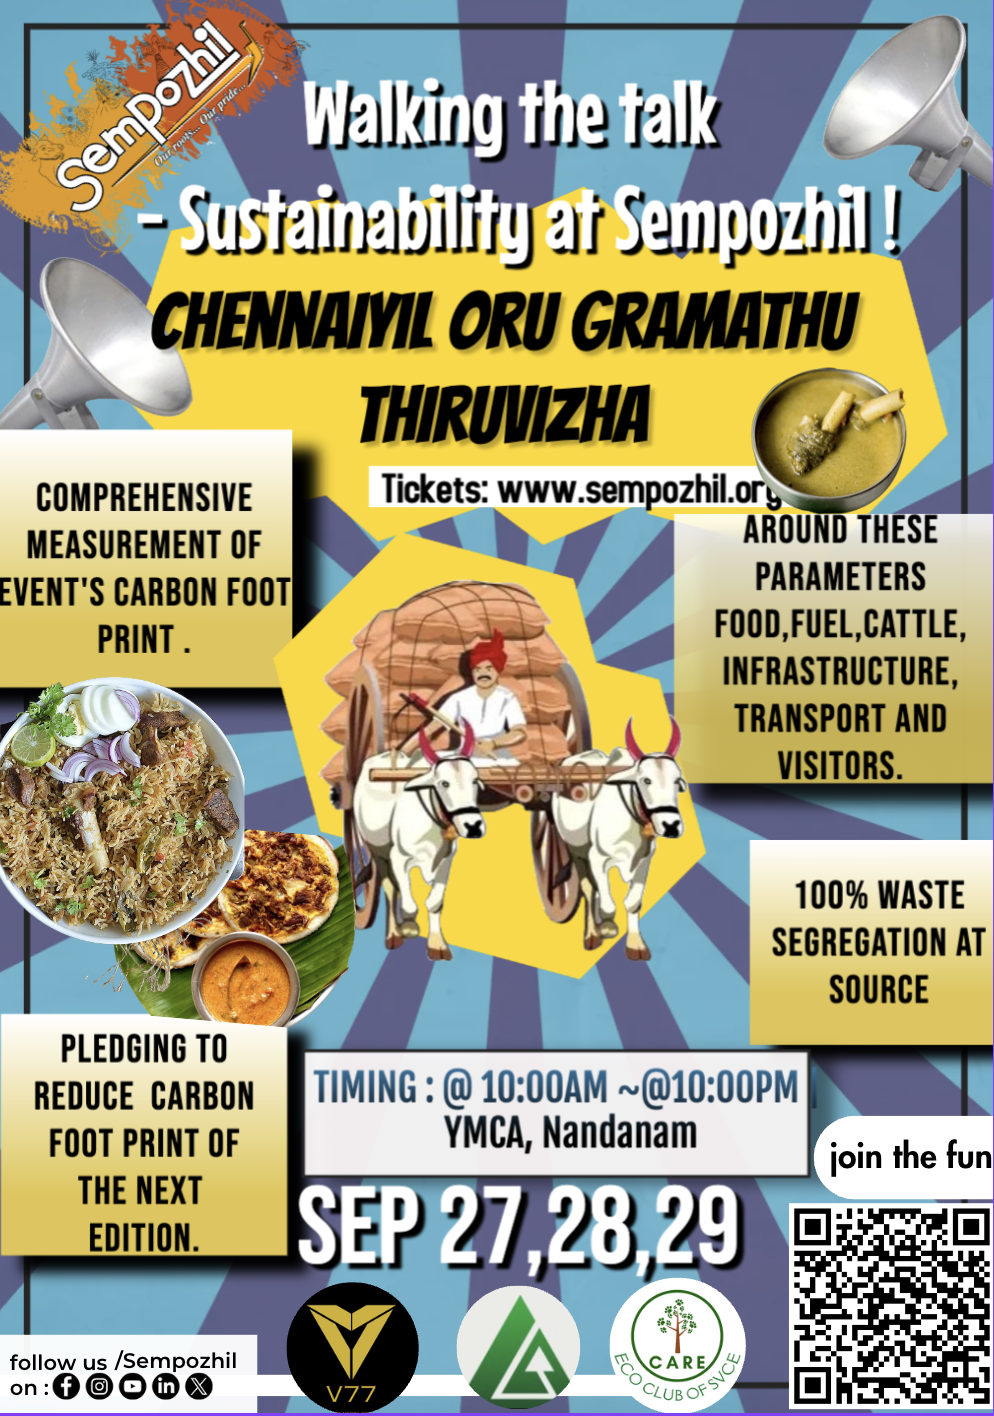 Sempozhil
Our roots... Our pride...
Walking the talk
- Sustainability at Sempozhil !
CHENNAIYIL ORU GRAMATHU
THIRUVIZHA
Tickets: www.sempozhil.org
COMPREHENSIVE
MEASUREMENT OF
EVENT'S CARBON FOOT
PRINT .
AROUND THESE
PARAMETERS
FOOD,FUEL,CATTLE,
INFRASTRUCTURE,
TRANSPORT AND
VISITORS.
100% WASTE
SEGREGATION AT
SOURCE
PLEDGING TO
REDUCE CARBON
FOOT PRINT OF
THE NEXT
EDITION.
TIMING : @ 10:00AM ~@10:00PM
YMCA, Nandanam
SEP 27,28,29
join the fun
follow us /Sempozhil
on :
V77
CARE
ECO CLUB OF SVCE